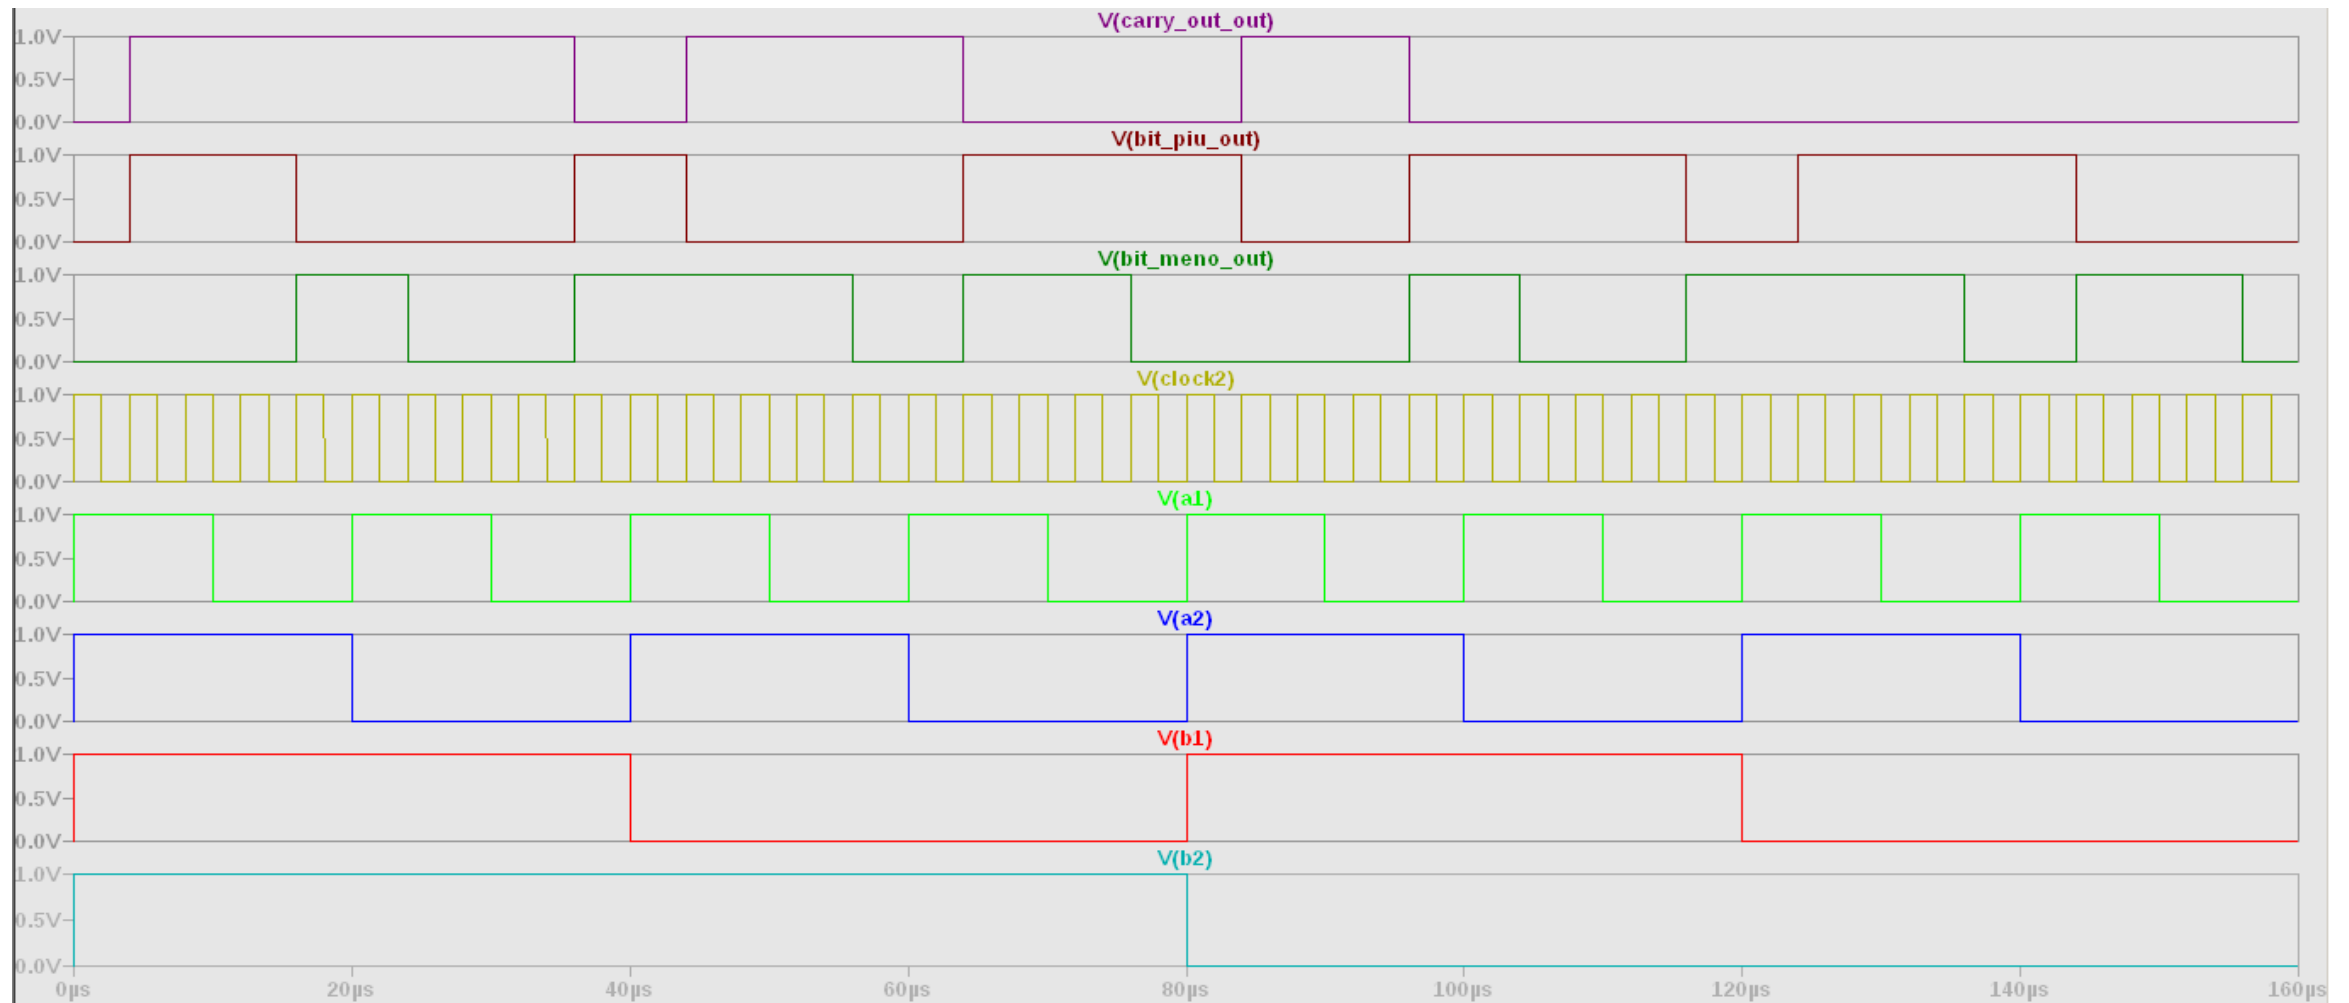 V(carry_out_out)
1.0V
0.5V
0.0V
V(bit_piu_out)
1.0V
0.5V
0.0V
V(bit_meno_out)
1.0V
0.5V
0.0V
V(clock2)
1.0V
0.5V
0.0V
V(a1)
1.0V
0.5V
0.0V
V(a2)
1.0V
0.5V
0.0V
V(b1)
1.0V
0.5V
0.0V
V(b2)
1.0V
0.5V
0.0V
0µs 20µs 40µs 60µs 80µs 100µs 120µs 140µs 160µs